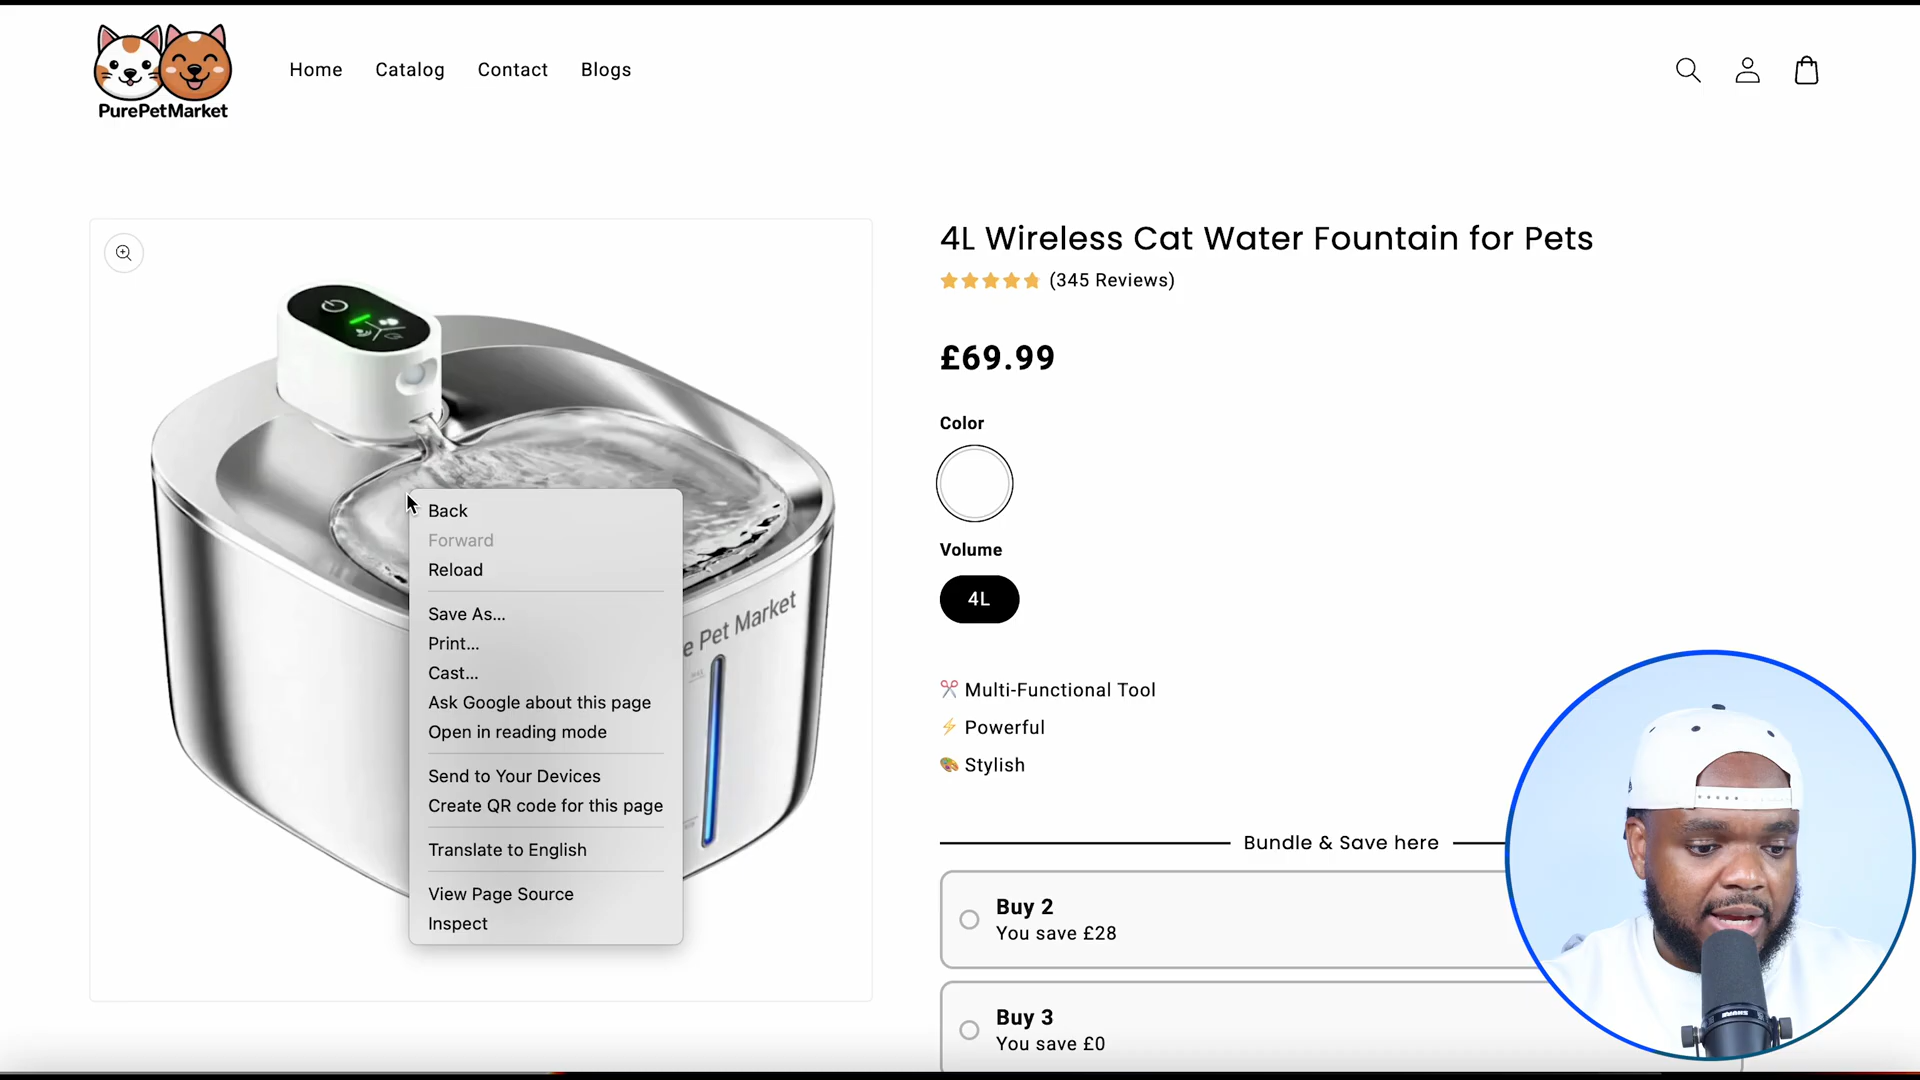 PurePetMarket
Home
Catalog
Contact
Blogs
4L Wireless Cat Water Fountain for Pets
(345 Reviews)
£69.99
Color
Volume
4L
Multi-Functional Tool
Powerful
Stylish
Bundle & Save here
Buy 2
You save £28
Buy 3
You save £0
Back
Forward
Reload
Save As...
Print...
Cast...
Ask Google about this page
Open in reading mode
Send to Your Devices
Create QR code for this page
Translate to English
View Page Source
Inspect
e Pet Market